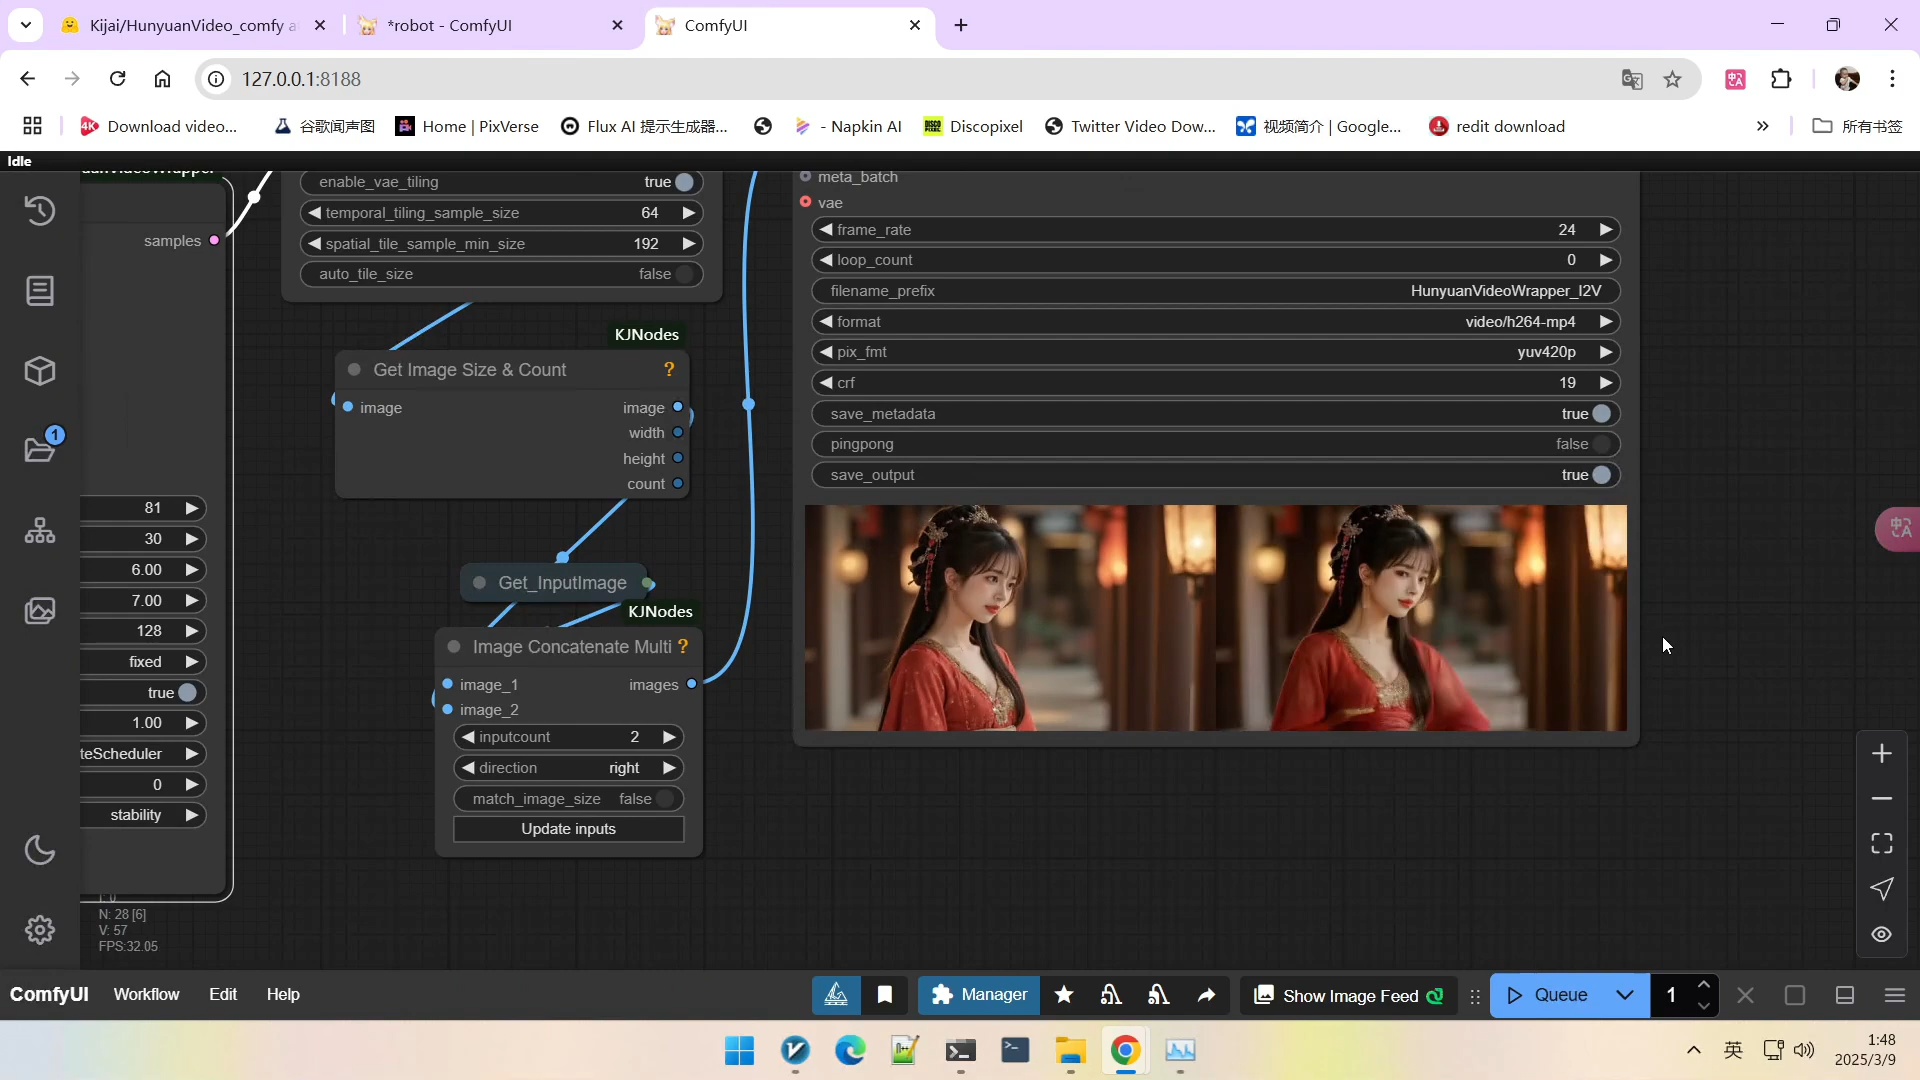 Kijai/HunyuanVideo_comfy a
*robot - ComfyUI
ComfyUI
127.0.0.1:8188
Download video...
谷歌闻声图
Home | PixVerse
Flux AI 提示生成器...
- Napkin AI
Discopixel
Twitter Video Dow...
视频简介 | Google...
redit download
所有书签
Idle
samples
81
30
6.00
7.00
128
fixed
true
1.00
teScheduler
0
stability
enable_vae_tiling true
temporal_tiling_sample_size 64
spatial_tile_sample_min_size 192
auto_tile_size false
KJNodes
Get Image Size & Count ?
image image
width
height
count
Get_InputImage
KJNodes
Image Concatenate Multi ?
image_1 images
image_2
inputcount 2
direction right
match_image_size false
Update inputs
meta_batch
vae
frame_rate 24
loop_count 0
filename_prefix HunyuanVideoWrapper_I2V
format video/h264-mp4
pix_fmt yuv420p
crf 19
save_metadata true
pingpong false
save_output true
N: 28 [6]
V: 57
FPS:32.05
ComfyUI
Workflow
Edit
Help
Manager
Show Image Feed
Queue
1
英
1:48
2025/3/9